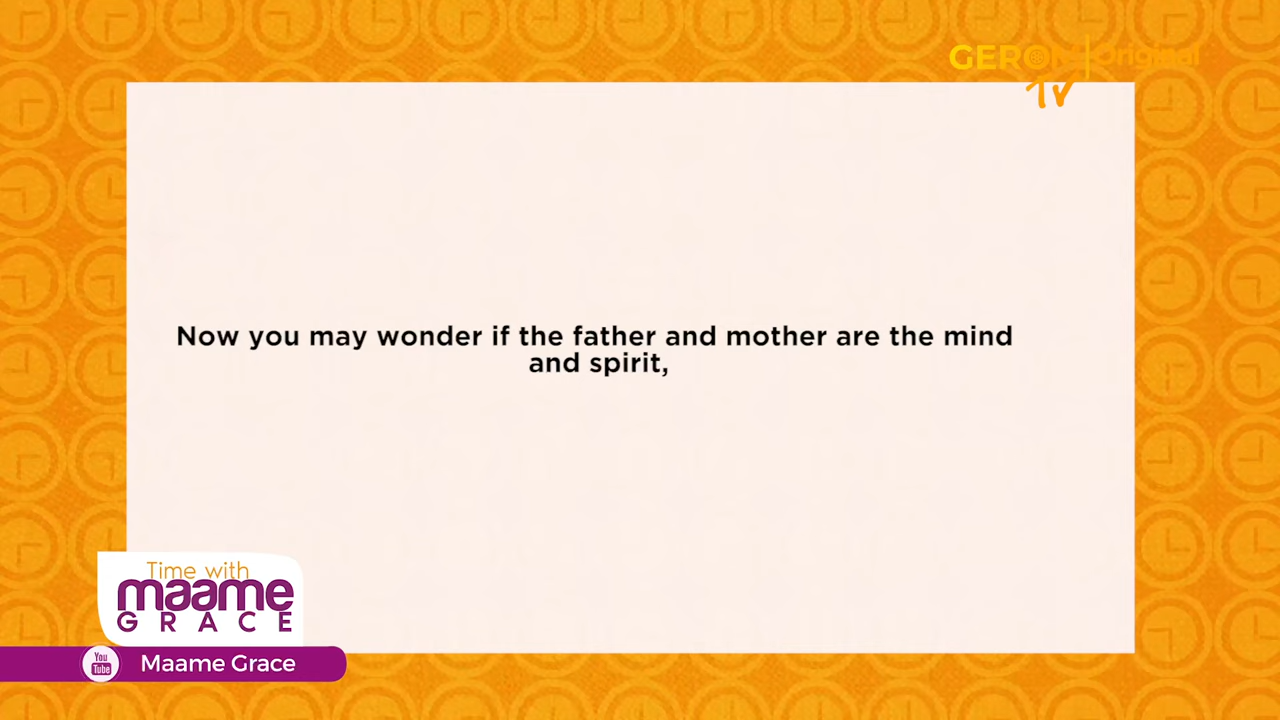 GERON Original
TV
Now you may wonder if the father and mother are the mind
and spirit,
Time with
maame
GRACE
You
Tube
Maame Grace